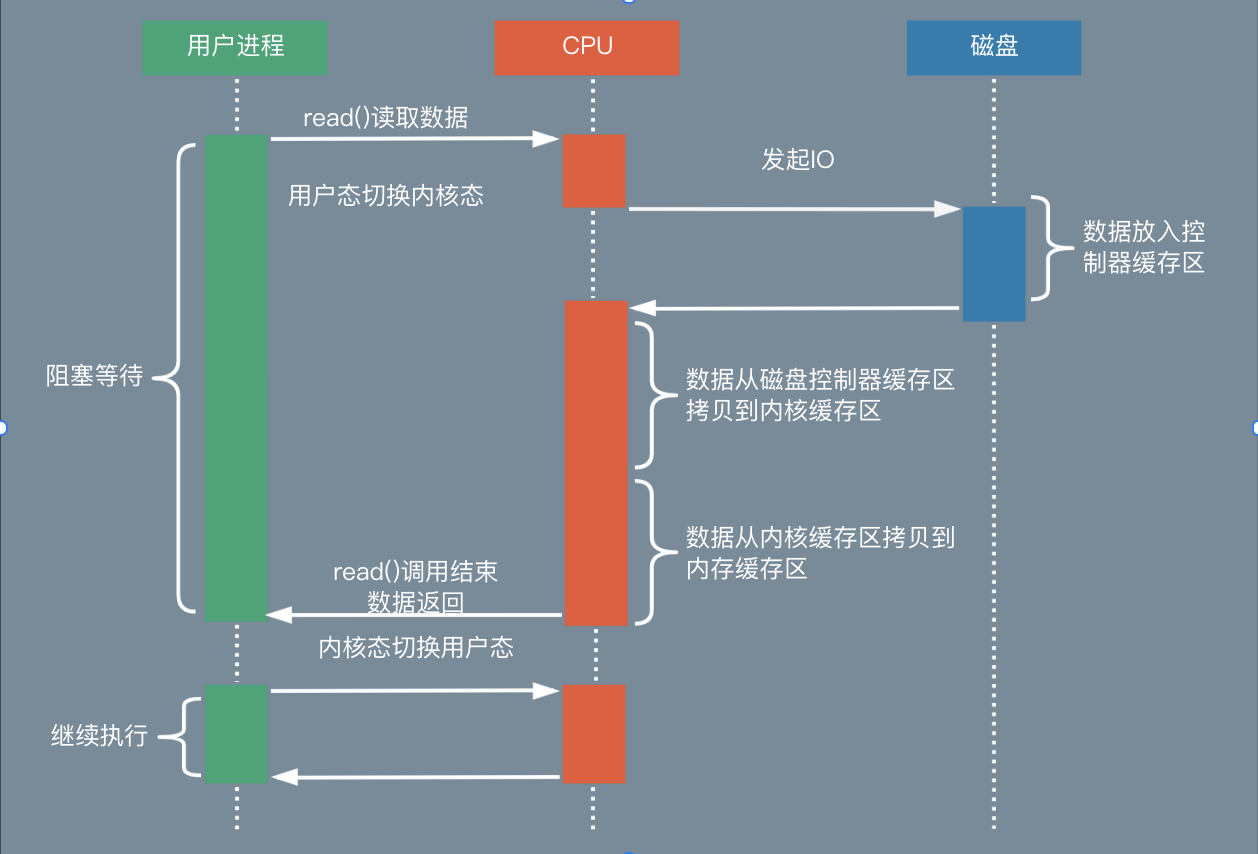 用户进程
CPU
磁盘
read()读取数据
发起IO
用户态切换内核态
数据放入控
制器缓存区
阻塞等待
数据从磁盘控制器缓存区
拷贝到内核缓存区
数据从内核缓存区拷贝到
内存缓存区
read()调用结束
数据返回
内核态切换用户态
继续执行